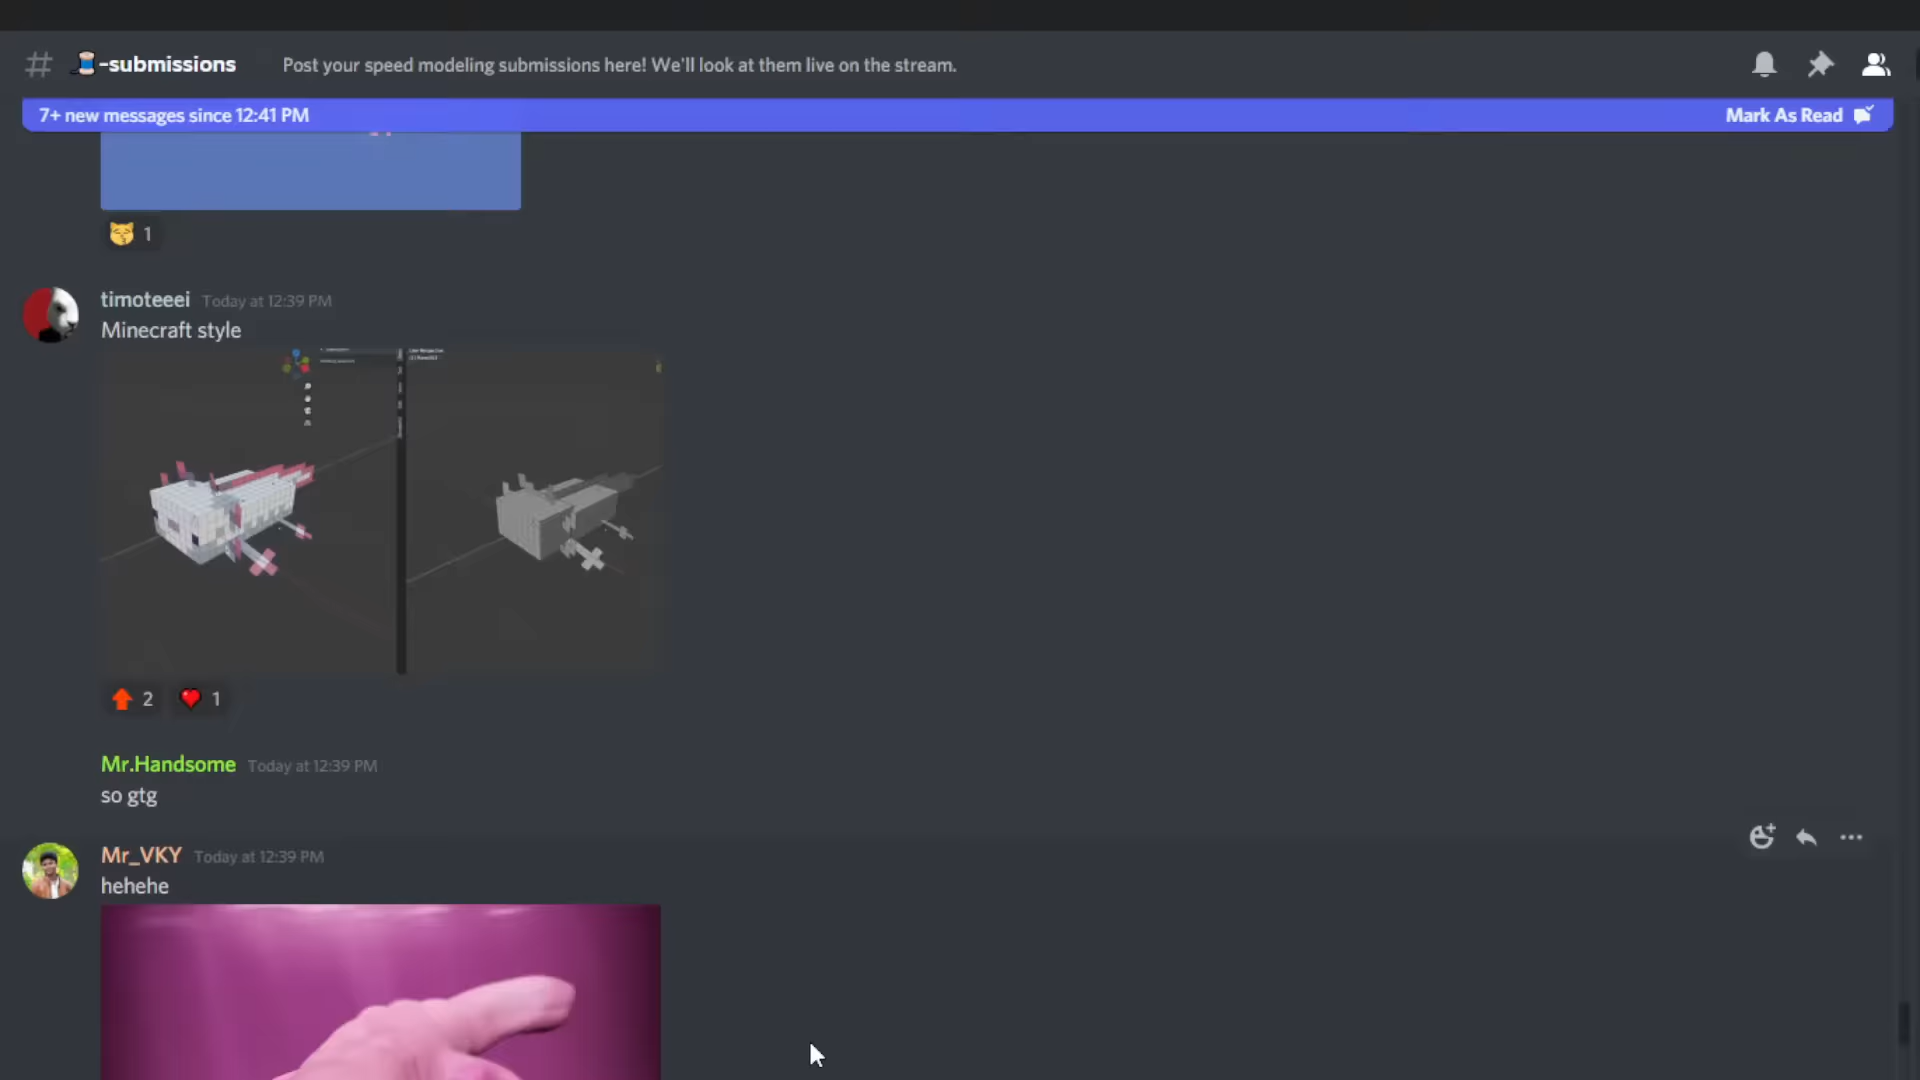 -submissions
Post your speed modeling submissions here! We'll look at them live on the stream.
7+ new messages since 12:41 PM
Mark As Read
1
timoteeei Today at 12:39 PM
Minecraft style
2 1
Mr.Handsome Today at 12:39 PM
so gtg
Mr_VKY Today at 12:39 PM
hehehe